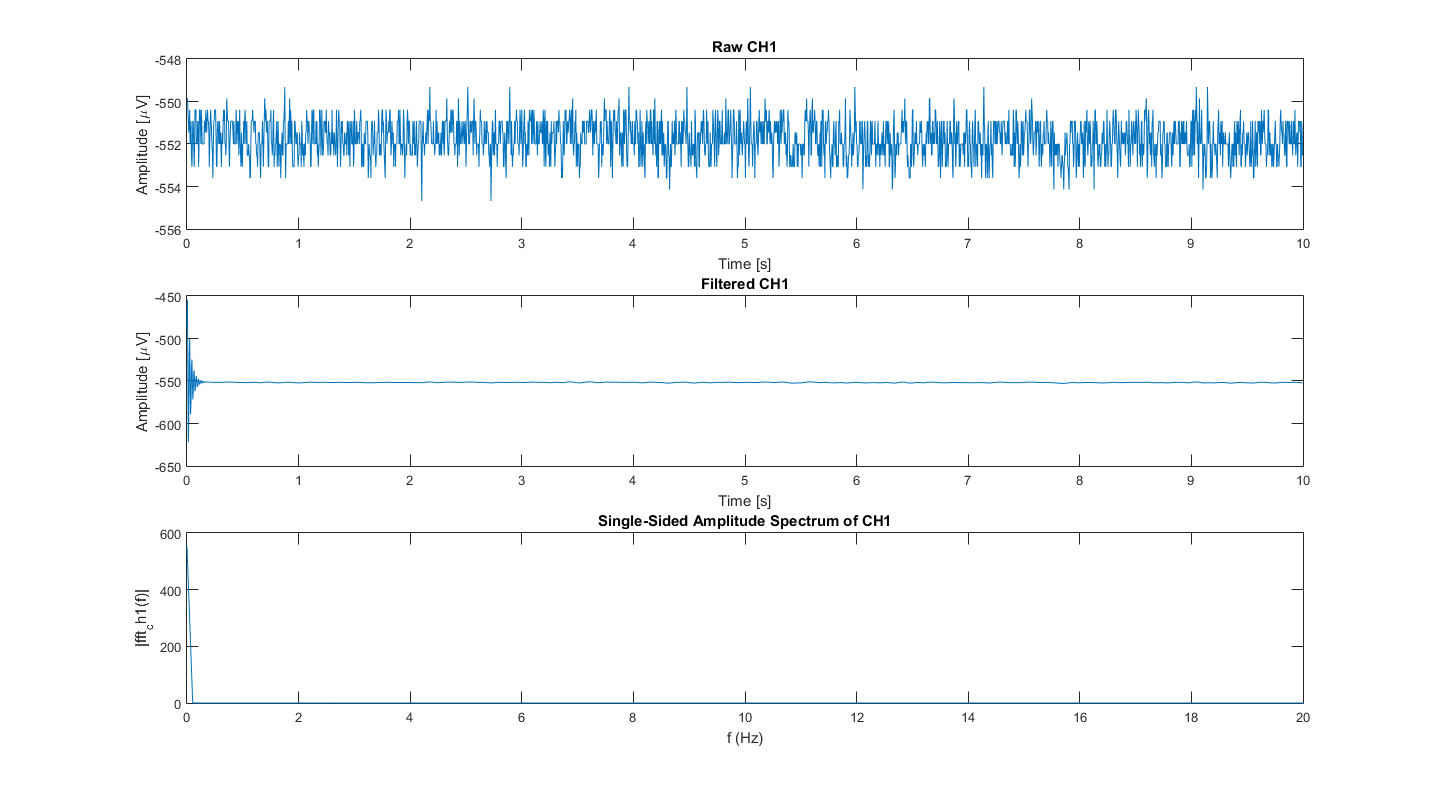 Raw CH1
-548
-550
-552
-554
-556
Amplitude [μV]
0 1 2 3 4 5 6 7 8 9 10
Time [s]
Filtered CH1
-450
-500
-550
-600
-650
Amplitude [μV]
0 1 2 3 4 5 6 7 8 9 10
Time [s]
Single-Sided Amplitude Spectrum of CH1
600
400
200
0
|fft_ch1(f)|
0 2 4 6 8 10 12 14 16 18 20
f (Hz)